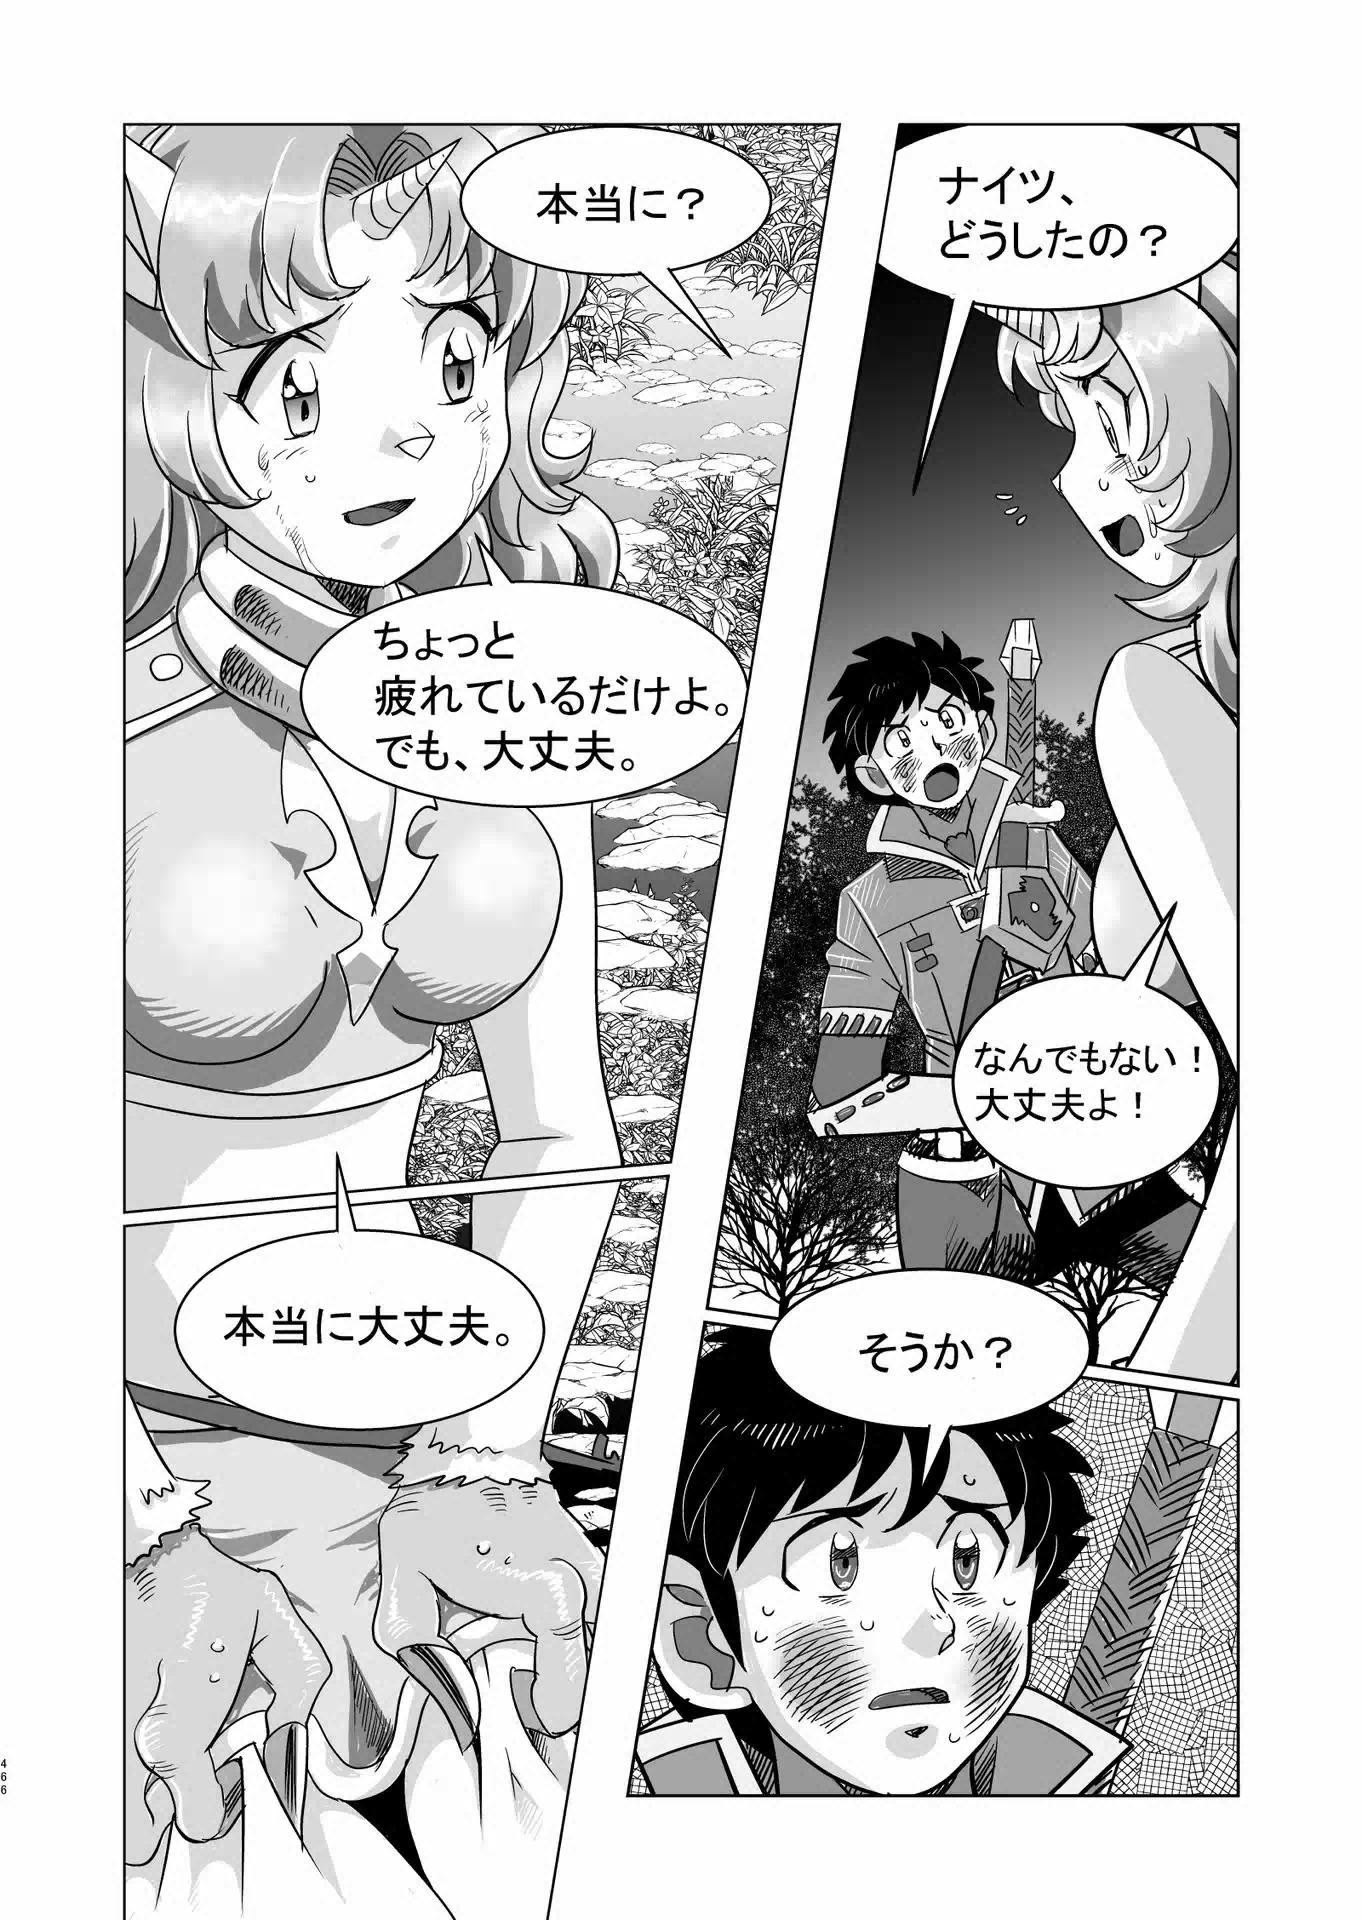 ナイツ、
どうしたの？
なんでもない！
大丈夫よ！
そうか？
本当に？
ちょっと
疲れているだけよ。
でも、大丈夫。
本当に大丈夫。
466